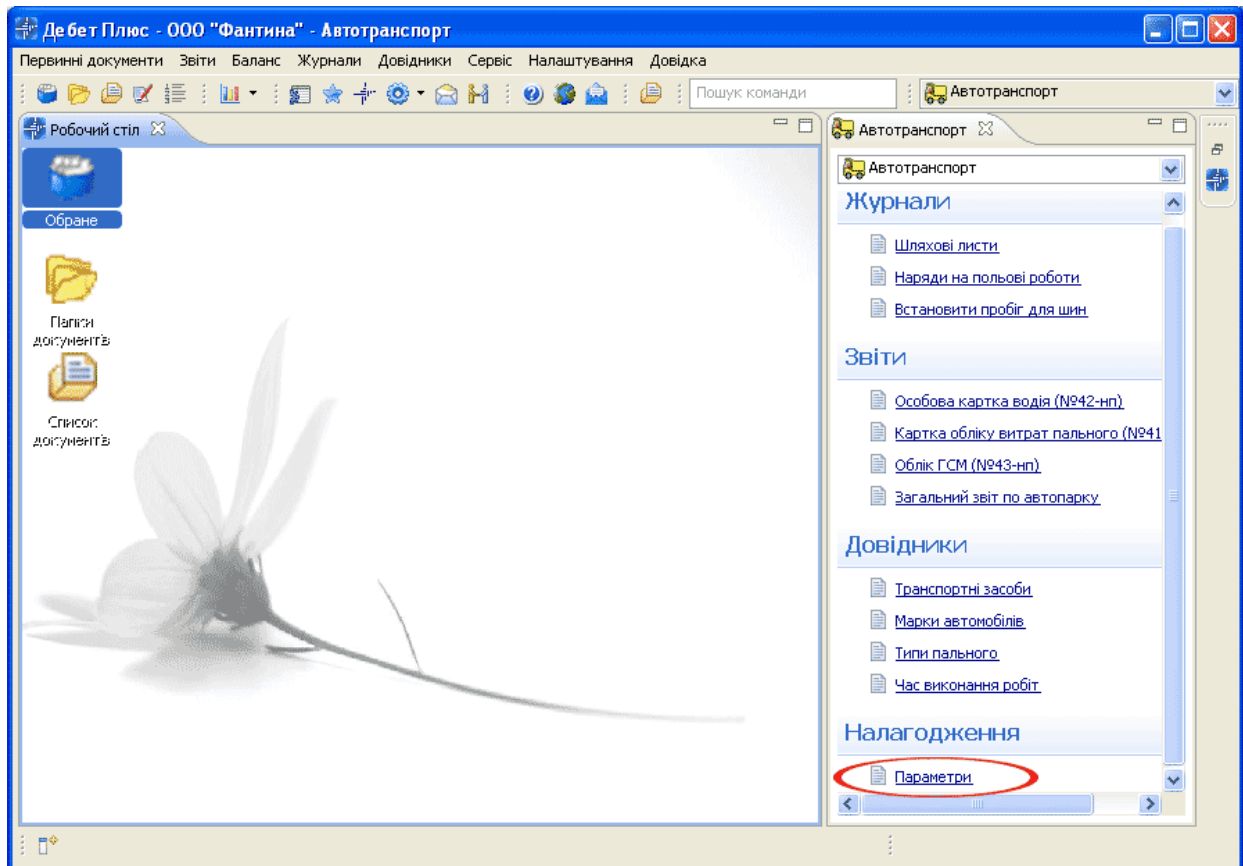 Дебет Плюс - ООО "Фантина" - Автотранспорт
Первинні документи Звіти Баланс Журнали Довідники Сервіс Налаштування Довідка
Пошук команди
Автотранспорт
Робочий стіл
Обране
Папки
документів
Список
документів
Автотранспорт
Автотранспорт
Журнали
Шляхові листи
Наряди на польові роботи
Встановити пробіг для шин
Звіти
Особова картка водія (№42-нп)
Картка обліку витрат пального (№41
Облік ГСМ (№43-нп)
Загальний звіт по автопарку
Довідники
Транспортні засоби
Марки автомобілів
Типи пального
Час виконання робіт
Налагодження
Параметри